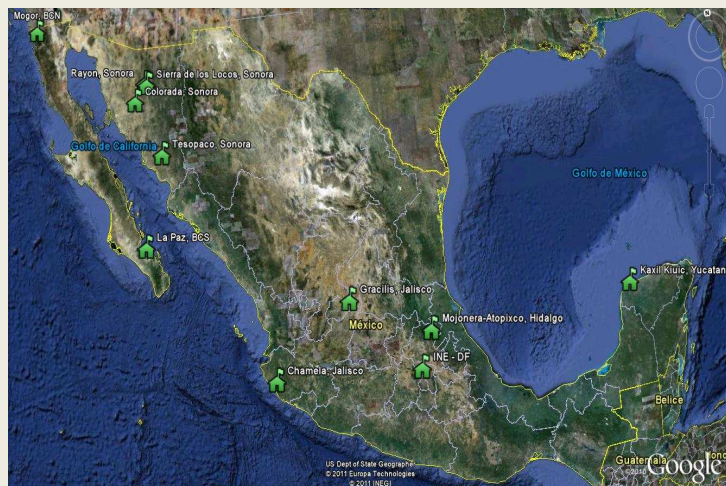 Mogor, BCN
N
Rayon, Sonora
Sierra de los Locos, Sonora
Colorada, Sonora
Golfo de California
Tesopaco, Sonora
Golfo de México
La Paz, BCS
Kaxil Kiuic, Yucatan
Gracilis, Jalisco
México
Mojonera-Atopixco, Hidalgo
INE - DF
Chamela, Jalisco
Belice
Guatemala
US Dept of State Geographer
© 2011 Europa Technologies
© 2011 INEGI
Google